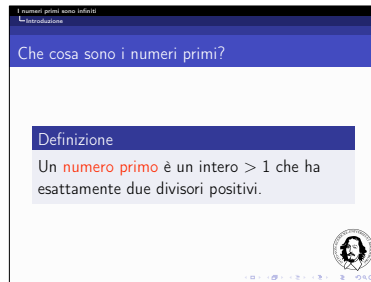 I numeri primi sono infiniti
Introduzione
Che cosa sono i numeri primi?
Definizione
Un numero primo è un intero > 1 che ha
esattamente due divisori positivi.